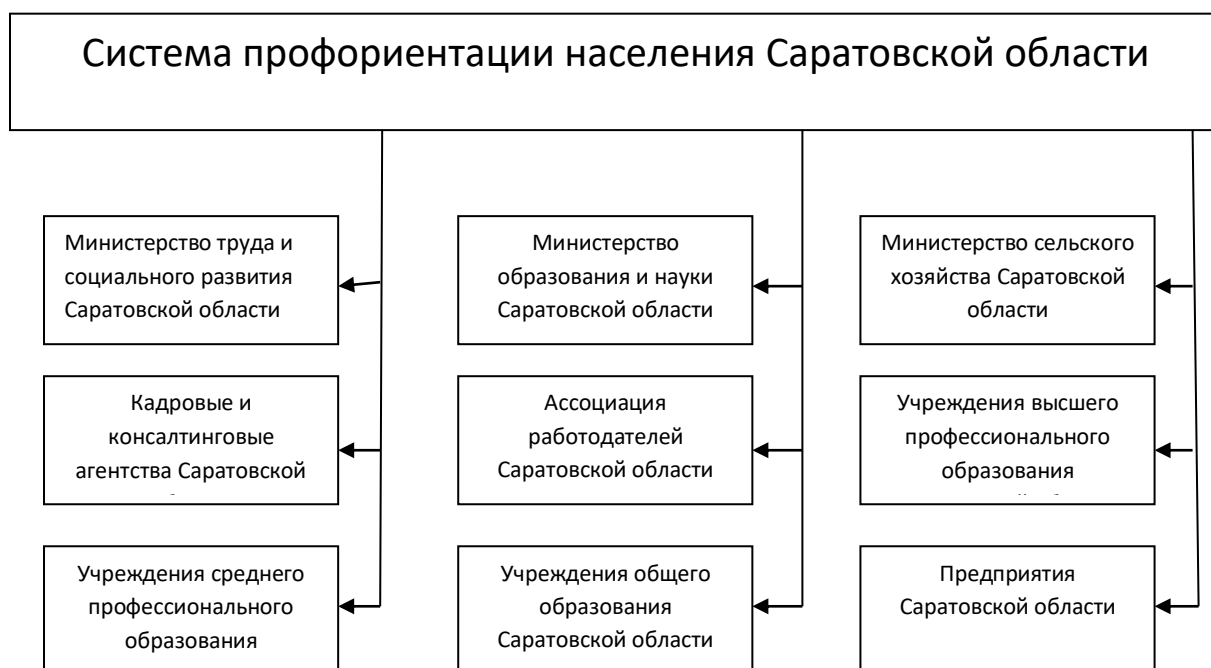 Система профориентации населения Саратовской области
Министерство труда и
социального развития
Саратовской области
Министерство
образования и науки
Саратовской области
Министерство сельского
хозяйства Саратовской
области
Кадровые и
консалтинговые
агентства Саратовской
Ассоциация
работодателей
Саратовской области
Учреждения высшего
профессионального
образования
Учреждения среднего
профессионального
образования
Учреждения общего
образования
Саратовской области
Предприятия
Саратовской области